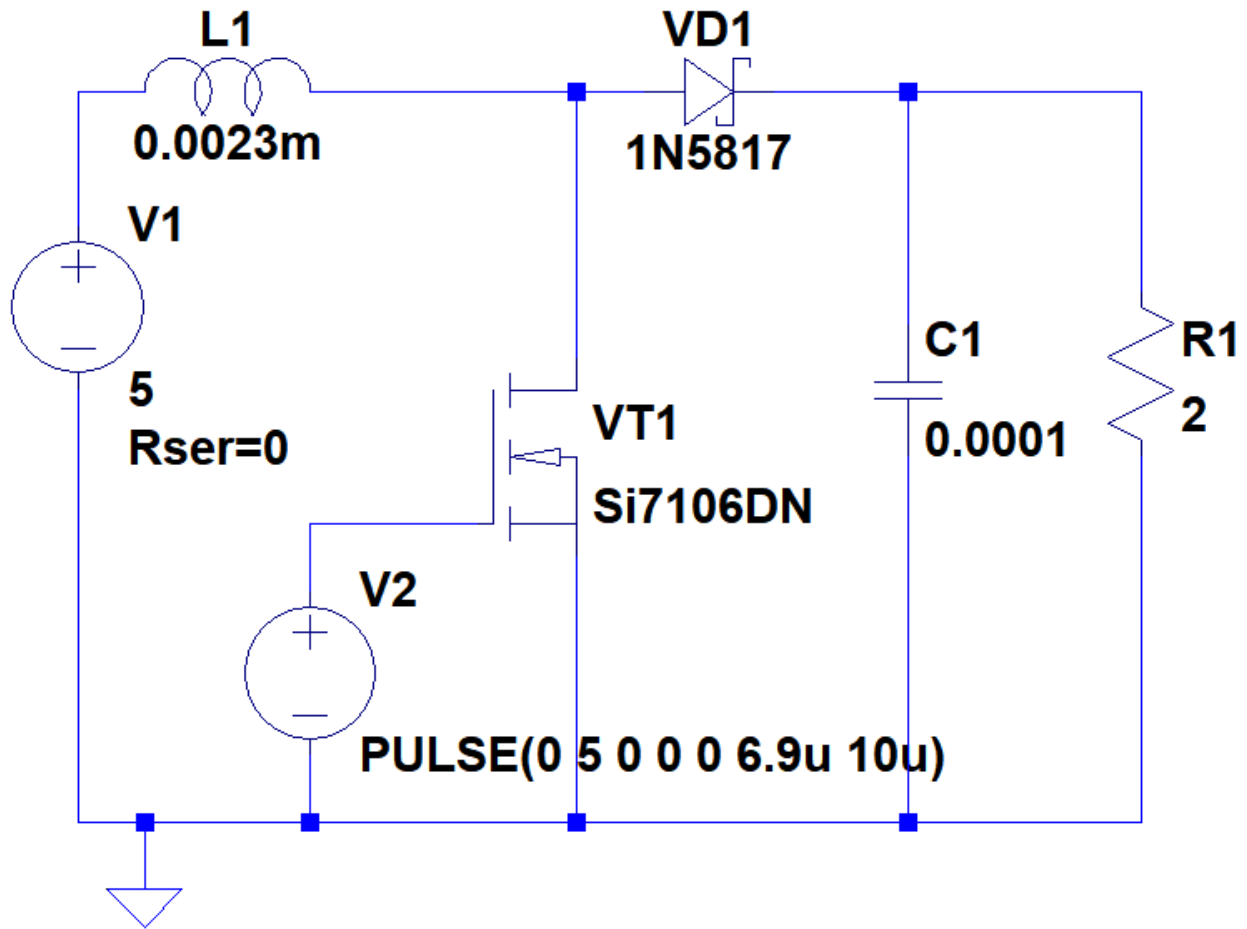 L1
0.0023m
VD1
1N5817
V1
5
Rser=0
VT1
Si7106DN
C1
0.0001
R1
2
V2
PULSE(0 5 0 0 0 6.9u 10u)